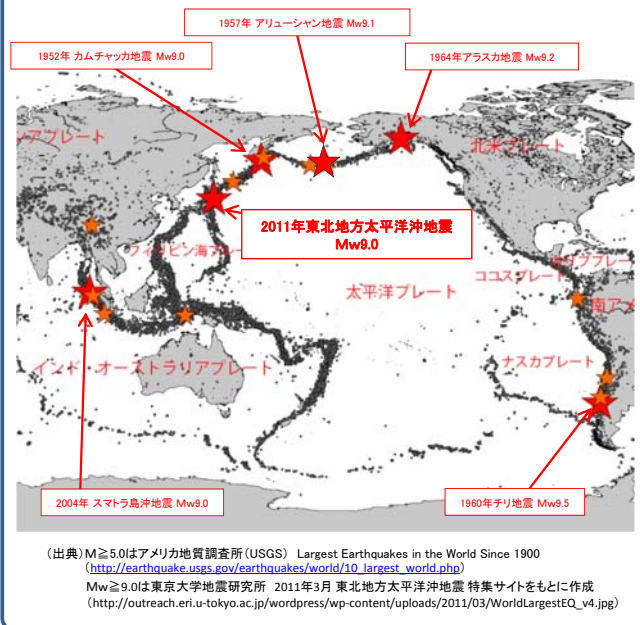 1957年 アリューシャン地震 Mw9.1
1952年 カムチャッカ地震 Mw9.0
1964年アラスカ地震 Mw9.2
北米プレート
2011年東北地方太平洋沖地震
Mw9.0
フィリピン海プレー
太平洋プレート
ココスプレート
南アメ
ナスカプレート
インド・オーストラリアプレート
2004年 スマトラ島沖地震 Mw9.0
1960年チリ地震 Mw9.5
(出典)M≧5.0はアメリカ地質調査所(USGS) Largest Earthquakes in the World Since 1900
(http://earthquake.usgs.gov/earthquakes/world/10_largest_world.php)
Mw≧9.0は東京大学地震研究所 2011年3月 東北地方太平洋沖地震 特集サイトをもとに作成
(http://outreach.eri.u-tokyo.ac.jp/wordpress/wp-content/uploads/2011/03/WorldLargestEQ_v4.jpg)